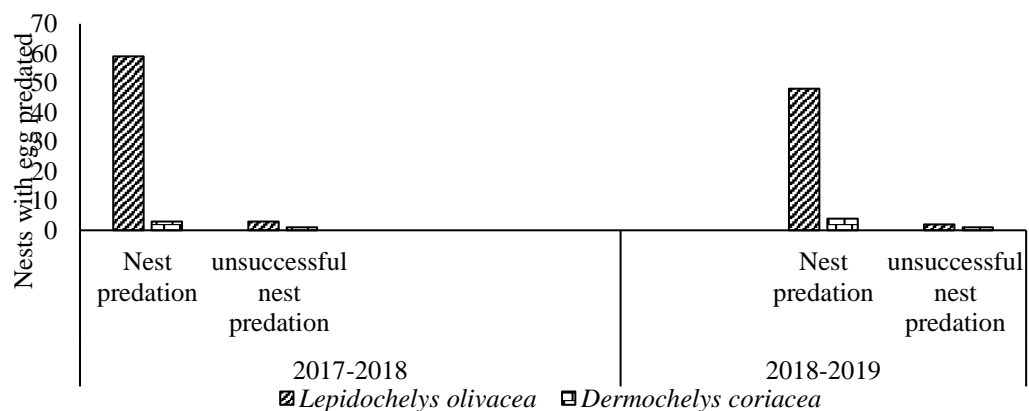 Nests with egg predated
70
60
50
40
30
20
10
0
Nest
predation
unsuccessful
nest
predation
Nest
predation
unsuccessful
nest
predation
2017-2018
2018-2019
Lepidochelys olivacea
Dermochelys coriacea